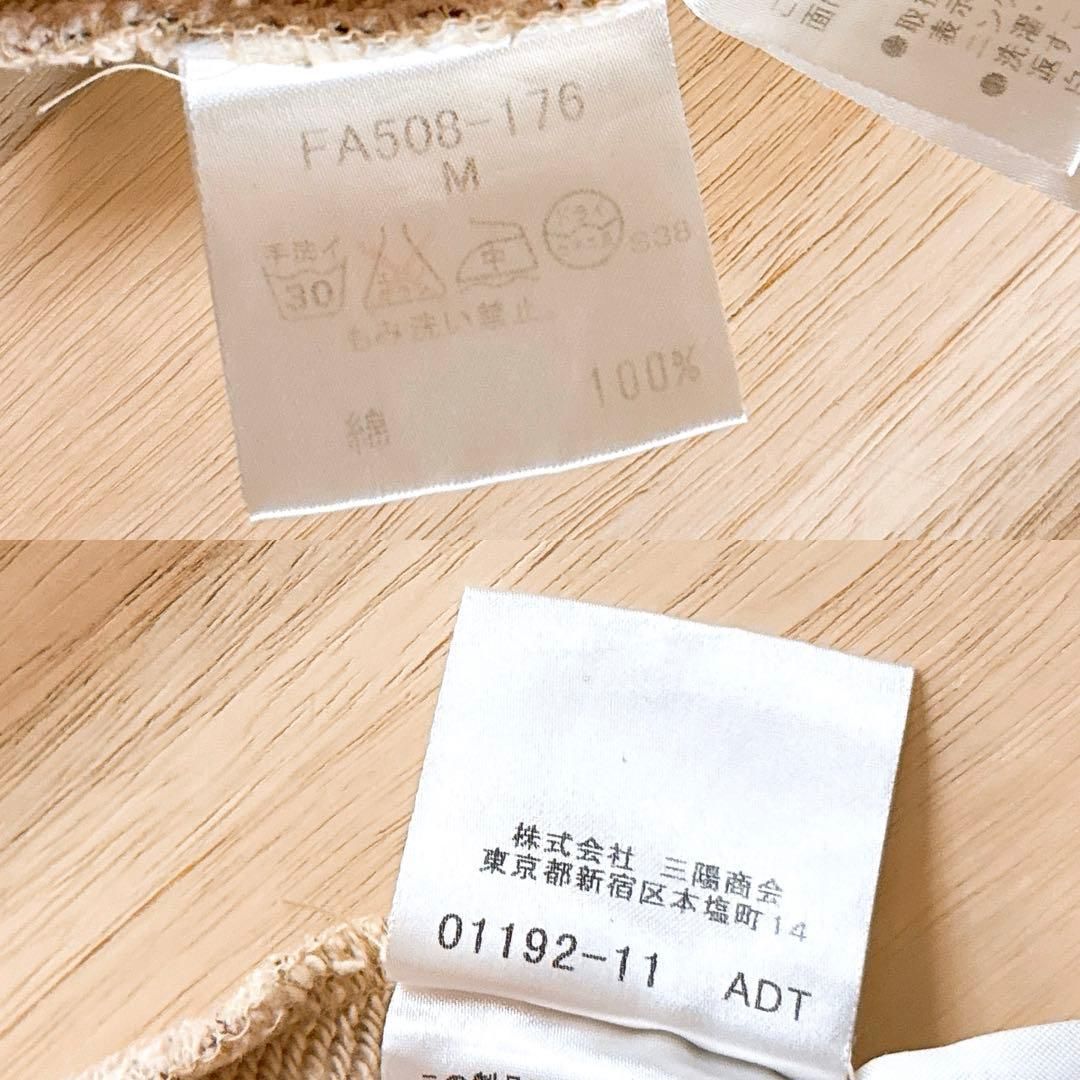 FA508-176
M
手洗イ
30
中
ドライ
S38
もみ洗い禁止。
綿 100%
株式会社 三陽商会
東京都新宿区本塩町14
01192-11 ADT